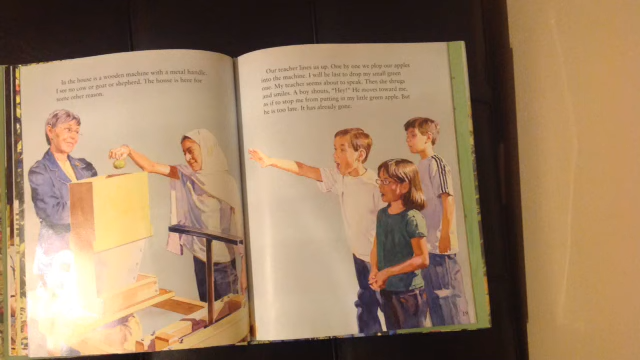 In the house is a wooden machine with a metal handle.
I see no cow or goat or shepherd. The house is here for
some other reason.
Our teacher lines us up. One by one we plop our apples
into the machine. I will be last to drop my small green
one. My teacher seems about to speak. Then she shrugs
and smiles. A boy shouts, "Hey!" He moves toward me,
as if to stop me from putting in my little green apple. But
he is too late. It has already gone.
19